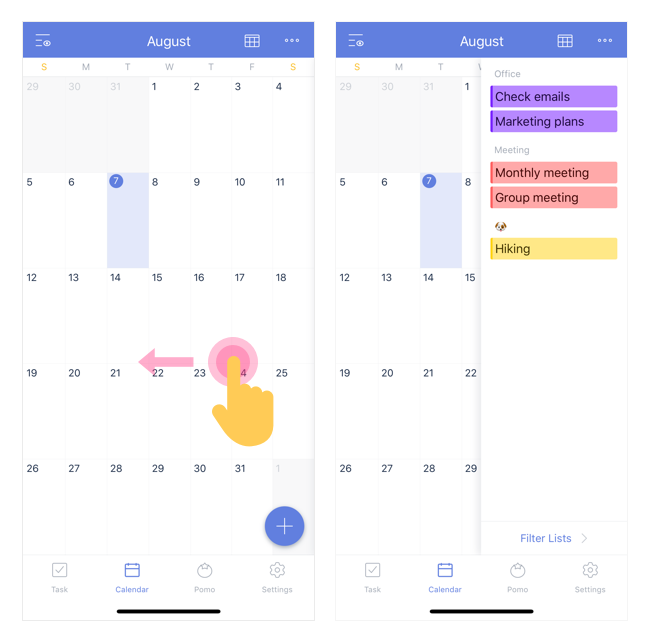 August
S M T W T F S
29 30 31 1 2 3 4
5 6 7 8 9 10 11
12 13 14 15 16 17 18
19 20 21 22 23 25
26 27 28 29 30 31 1
Task Calendar Pomo Settings
August
S M T
29 30 31 1
5 6 7 8
12 13 14 15
19 20 21 22
26 27 28 29
Office
Check emails
Marketing plans
Meeting
Monthly meeting
Group meeting
Hiking
Filter Lists
Task Calendar Pomo Settings